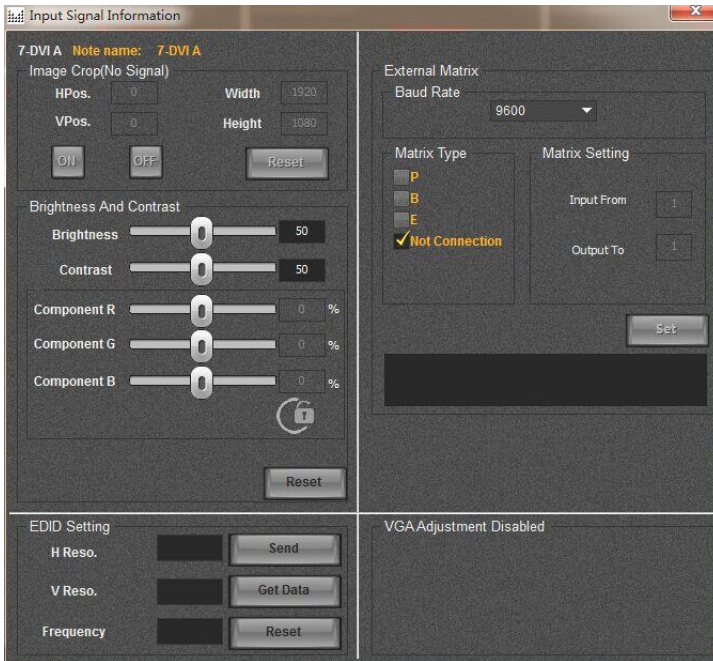 Input Signal Information
7-DVI A Note name: 7-DVI A
Image Crop(No Signal)
HPos. 0 Width 1920
VPos. 0 Height 1080
ON OFF Reset
Brightness And Contrast
Brightness 50
Contrast 50
Component R 0 %
Component G 0 %
Component B 0 %
Reset
External Matrix
Baud Rate
9600
Matrix Type
P
B
E
Not Connection
Matrix Setting
Input From 1
Output To 1
Set
EDID Setting
H Reso. Send
V Reso. Get Data
Frequency Reset
VGA Adjustment Disabled